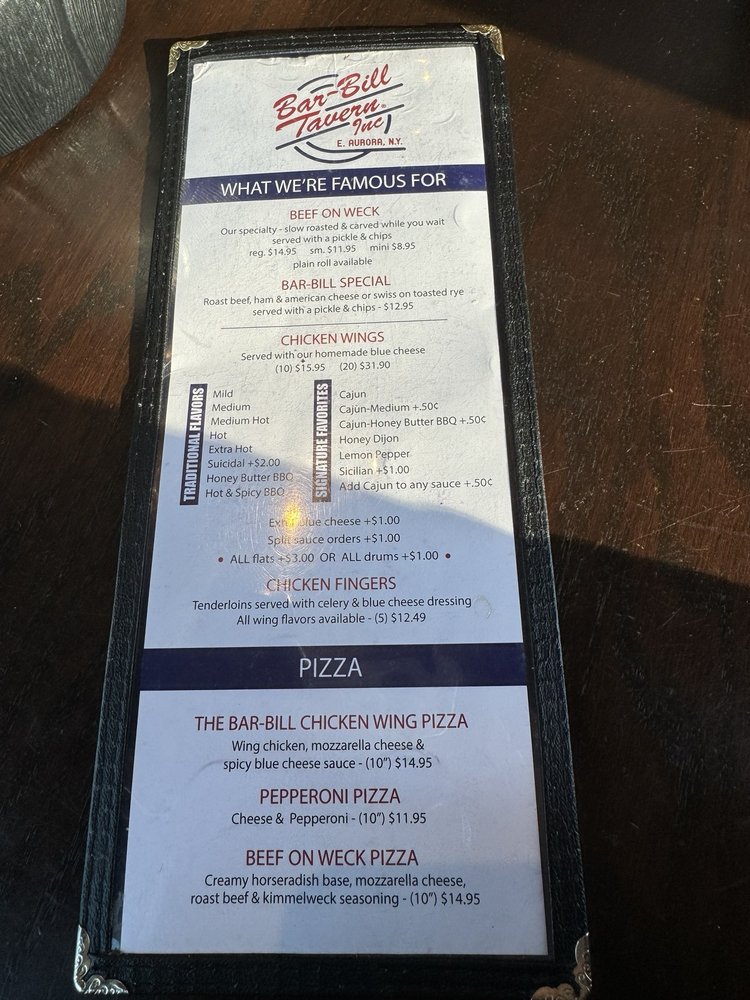 Bar-Bill
Tavern®
Inc
E. AURORA, N.Y.
WHAT WE'RE FAMOUS FOR
BEEF ON WECK
Our specialty - slow roasted & carved while you wait
served with a pickle & chips
reg. $14.95 sm. $11.95 mini $8.95
plain roll available
BAR-BILL SPECIAL
Roast beef, ham & american cheese or swiss on toasted rye
served with a pickle & chips - $12.95
CHICKEN WINGS
Served with our homemade blue cheese
(10) $15.95 (20) $31.90
TRADITIONAL FLAVORS
Mild
Medium
Medium Hot
Hot
Extra Hot
Suicidal +$2.00
Honey Butter BBQ
Hot & Spicy BBQ
SIGNATURE FAVORITES
Cajun
Cajun-Medium +.50¢
Cajun-Honey Butter BBQ +.50¢
Honey Dijon
Lemon Pepper
Sicilian +$1.00
Add Cajun to any sauce +.50¢
Extra blue cheese +$1.00
Split sauce orders +$1.00
• ALL flats +$3.00 OR ALL drums +$1.00 •
CHICKEN FINGERS
Tenderloins served with celery & blue cheese dressing
All wing flavors available - (5) $12.49
PIZZA
THE BAR-BILL CHICKEN WING PIZZA
Wing chicken, mozzarella cheese &
spicy blue cheese sauce - (10") $14.95
PEPPERONI PIZZA
Cheese & Pepperoni - (10") $11.95
BEEF ON WECK PIZZA
Creamy horseradish base, mozzarella cheese,
roast beef & kimmelweck seasoning - (10") $14.95